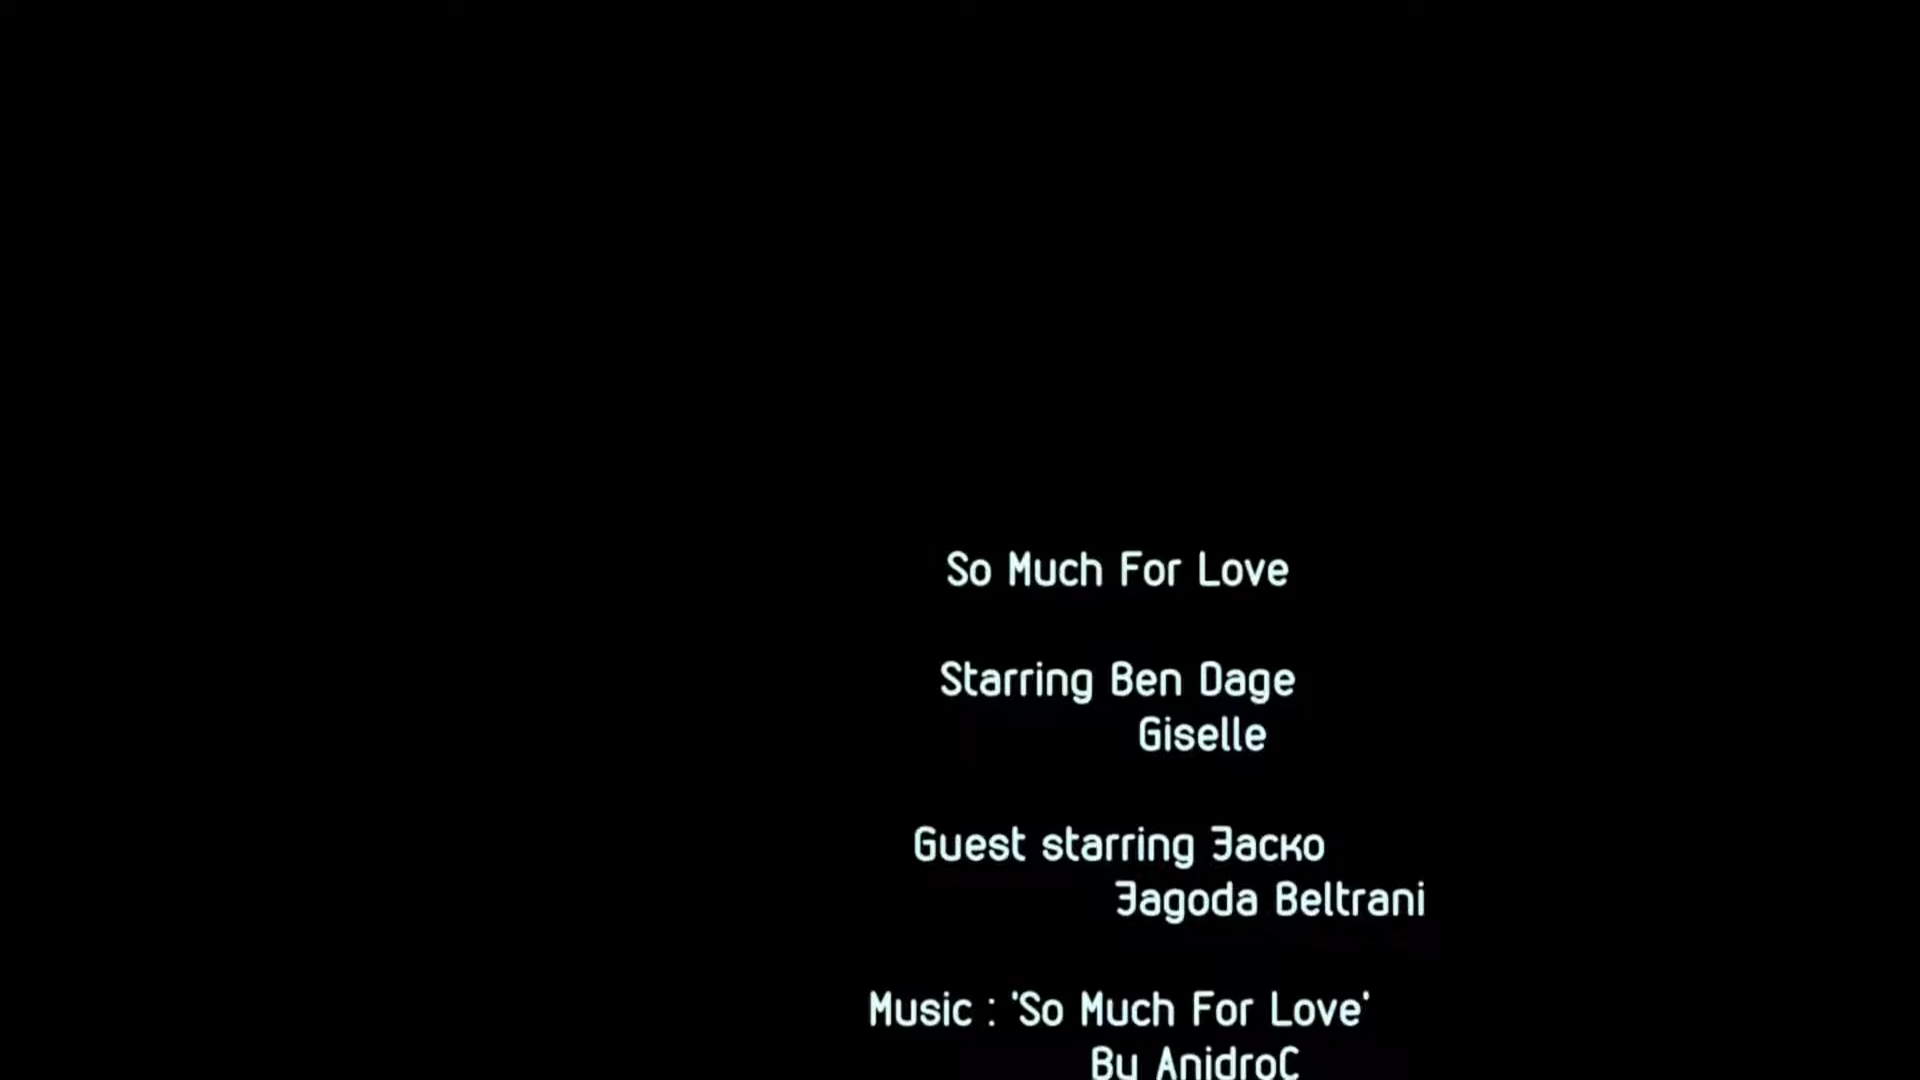 So Much For Love
Starring Ben Dage
Giselle
Guest starring Заско
Зagoda Beltrani
Music : 'So Much For Love'
By AnidroC